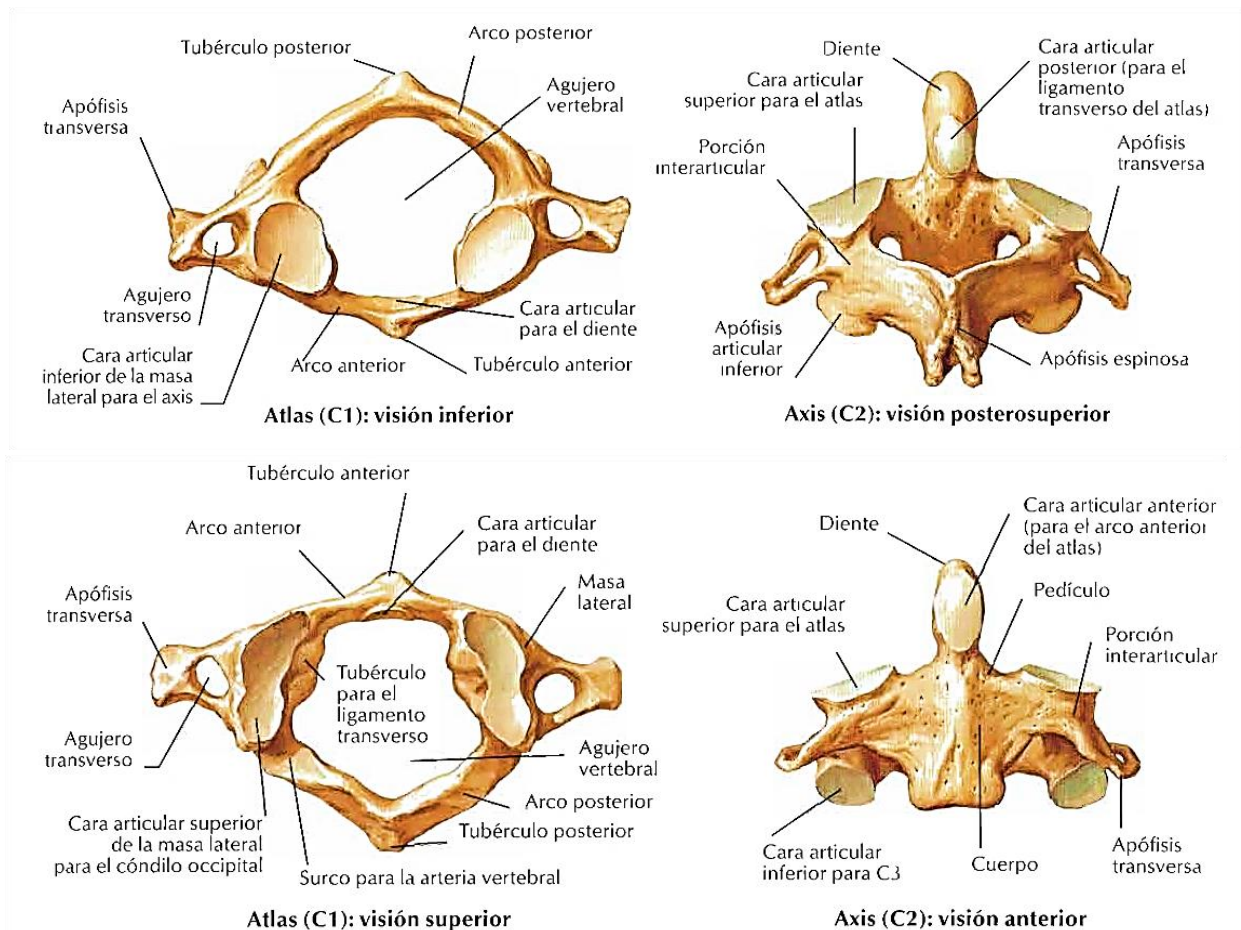 Tubérculo posterior
Arco posterior
Apófisis
transversa
Agujero
vertebral
Agujero
transverso
Cara articular
inferior de la masa
lateral para el axis
Arco anterior
Cara articular
para el diente
Tubérculo anterior
Atlas (C1): visión inferior
Diente
Cara articular
posterior (para el
ligamento
transverso del atlas)
Cara articular
superior para el atlas
Porción
interarticular
Apófisis
transversa
Apófisis
articular
inferior
Apófisis espinosa
Axis (C2): visión posterosuperior
Tubérculo anterior
Arco anterior
Cara articular
para el diente
Apófisis
transversa
Masa
lateral
Tubérculo
para el
ligamento
transverso
Agujero
transverso
Agujero
vertebral
Arco posterior
Cara articular superior
de la masa lateral
para el cóndilo occipital
Tubérculo posterior
Surco para la arteria vertebral
Atlas (C1): visión superior
Diente
Cara articular anterior
(para el arco anterior
del atlas)
Cara articular
superior para el atlas
Pedículo
Porción
interarticular
Cara articular
inferior para C3
Cuerpo
Apófisis
transversa
Axis (C2): visión anterior